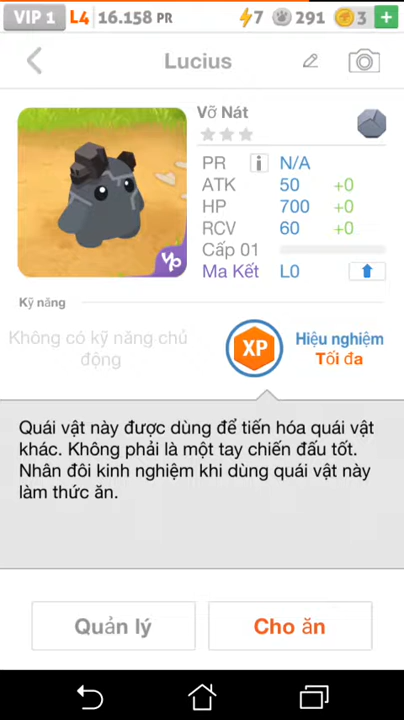 VIP 1 L4 16.158 PR 7 291 3 +
Lucius
Vỡ Nát
PR i N/A
ATK 50 +0
HP 700 +0
RCV 60 +0
Cấp 01
Ma Kết L0
Kỹ năng
Không có kỹ năng chủ
động
XP
Hiệu nghiệm
Tối đa
Quái vật này được dùng để tiến hóa quái vật
khác. Không phải là một tay chiến đấu tốt.
Nhân đôi kinh nghiệm khi dùng quái vật này
làm thức ăn.
Quản lý Cho ăn